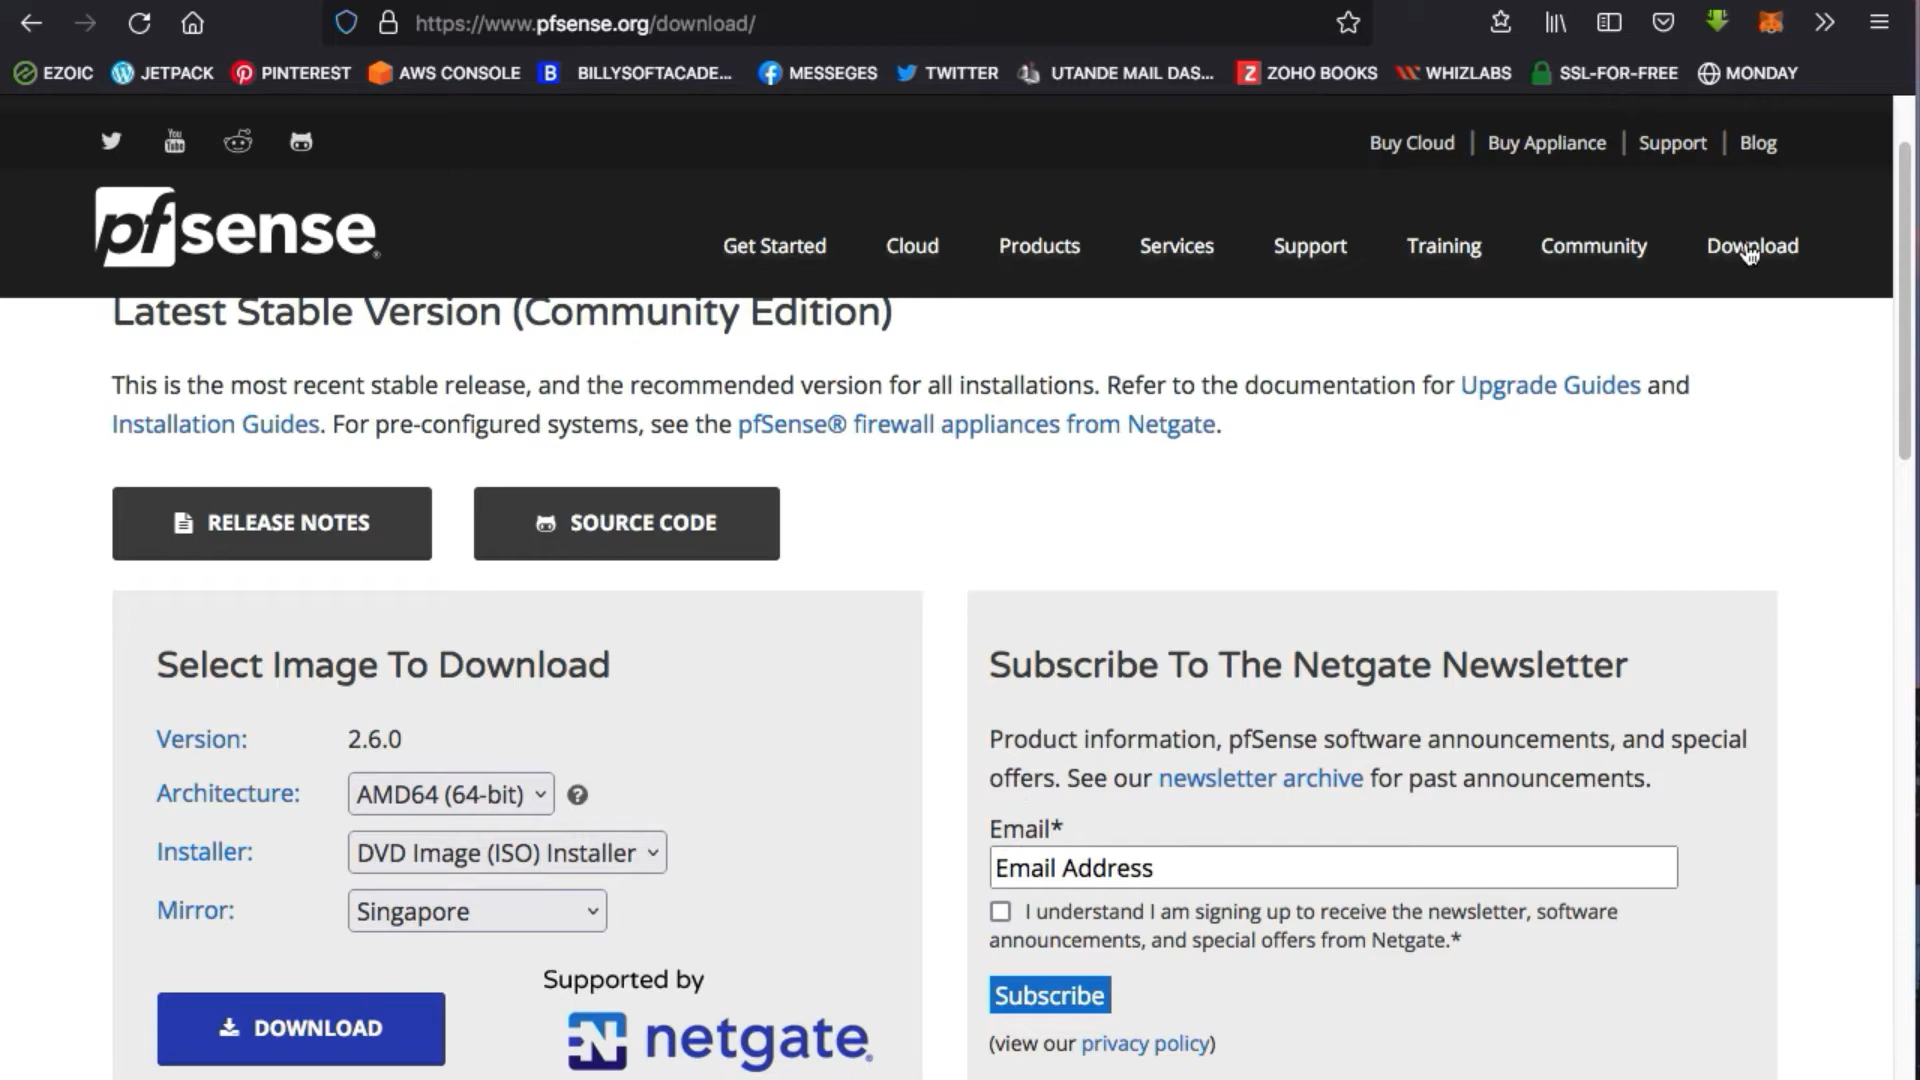 https://www.pfsense.org/download/
EZOIC JETPACK PINTEREST AWS CONSOLE B BILLYSOFTACADE... MESSEGES TWITTER UTANDE MAIL DAS... Z ZOHO BOOKS WHIZLABS SSL-FOR-FREE MONDAY
You Tube
Buy Cloud | Buy Appliance | Support | Blog
pfsense®
Get Started Cloud Products Services Support Training Community Download
Latest Stable Version (Community Edition)
This is the most recent stable release, and the recommended version for all installations. Refer to the documentation for Upgrade Guides and
Installation Guides. For pre-configured systems, see the pfSense® firewall appliances from Netgate.
RELEASE NOTES SOURCE CODE
Select Image To Download
Version: 2.6.0
Architecture: AMD64 (64-bit) ?
Installer: DVD Image (ISO) Installer
Mirror: Singapore
DOWNLOAD
Supported by
N netgate®
Subscribe To The Netgate Newsletter
Product information, pfSense software announcements, and special
offers. See our newsletter archive for past announcements.
Email*
Email Address
I understand I am signing up to receive the newsletter, software
announcements, and special offers from Netgate.*
Subscribe
(view our privacy policy)